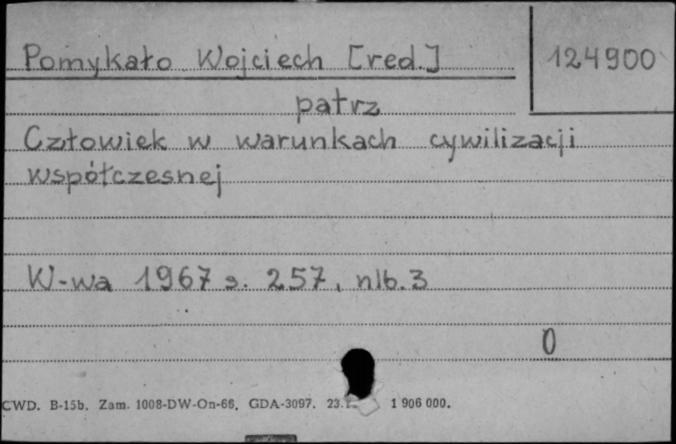 Pomykało Wojciech [red.]
124900
patrz
Człowiek w warunkach cywilizacji
współczesnej
W-wa 1967 s. 257, nlb. 3
0
CWD. B-15b. Zam. 1008-DW-On-66. GDA-3097. 23. 1 906 000.